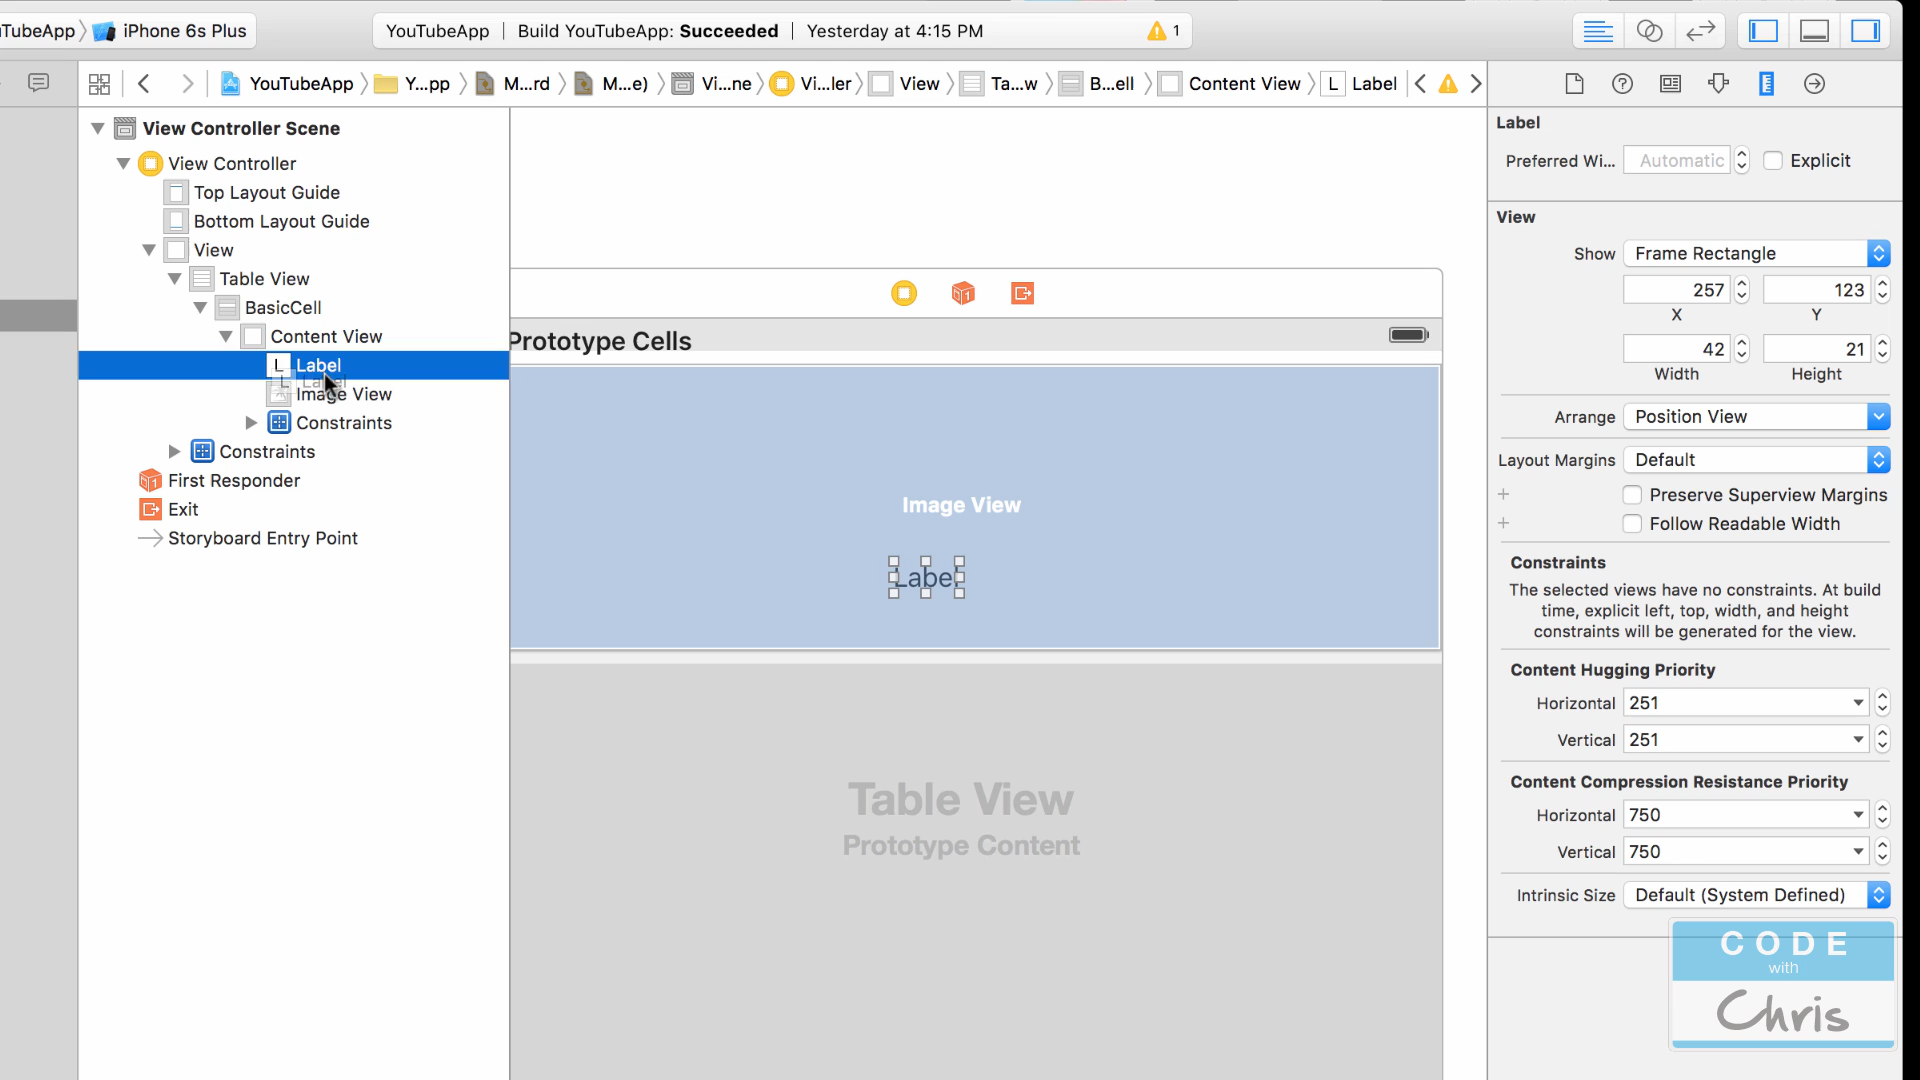 TubeApp
iPhone 6s Plus
YouTubeApp
Build YouTubeApp: Succeeded
Yesterday at 4:15 PM
1
YouTubeApp
Y...pp
M...rd
M...e)
Vi...ne
Vi...ler
View
Ta...w
B...ell
Content View
L Label
View Controller Scene
View Controller
Top Layout Guide
Bottom Layout Guide
View
Table View
BasicCell
Content View
L Label
Image View
Constraints
Constraints
First Responder
Exit
Storyboard Entry Point
Prototype Cells
Image View
Label
Table View
Prototype Content
Label
Preferred Wi... Automatic Explicit
View
Show Frame Rectangle
257 123
X Y
42 21
Width Height
Arrange Position View
Layout Margins Default
Preserve Superview Margins
Follow Readable Width
Constraints
The selected views have no constraints. At build
time, explicit left, top, width, and height
constraints will be generated for the view.
Content Hugging Priority
Horizontal 251
Vertical 251
Content Compression Resistance Priority
Horizontal 750
Vertical 750
Intrinsic Size Default (System Defined)
CODE
with
Chris